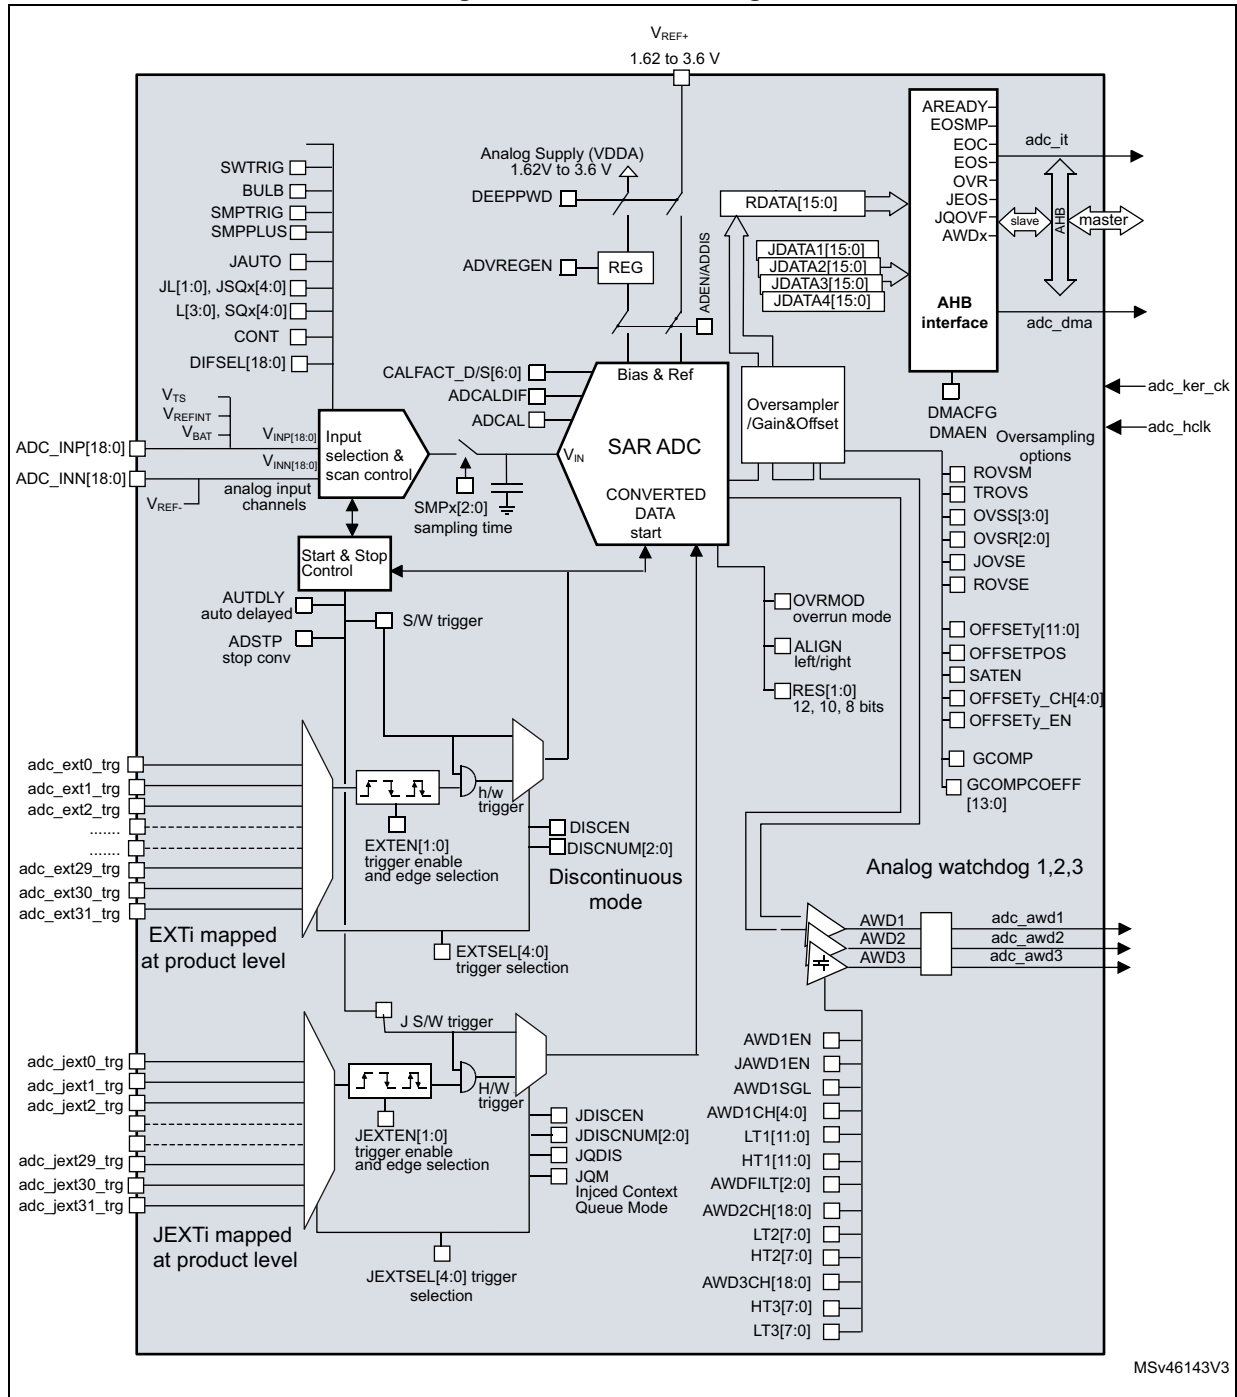 VREF+
1.62 to 3.6 V
AREADY
EOSMP
EOC
EOS
OVR
JEOS
JQOVF
AWDx
adc_it
slave
AHB
master
AHB
interface
adc_dma
DMACFG
DMAEN
adc_ker_ck
adc_hclk
SWTRIG
BULB
SMPTRIG
SMPPLUS
JAUTO
JL[1:0], JSQx[4:0]
L[3:0], SQx[4:0]
CONT
DIFSEL[18:0]
Analog Supply (VDDA)
1.62V to 3.6 V
DEEPPWD
ADVREGEN
REG
ADEN/ADDIS
RDATA[15:0]
JDATA1[15:0]
JDATA2[15:0]
JDATA3[15:0]
JDATA4[15:0]
CALFACT_D/S[6:0]
ADCALDIF
ADCAL
Bias & Ref
SAR ADC
VIN
CONVERTED
DATA
start
Oversampler
/Gain&Offset
VTS
VREFINT
VBAT
ADC_INP[18:0]
VINP[18:0]
ADC_INN[18:0]
VINN[18:0]
VREF-
analog input
channels
Input
selection &
scan control
SMPx[2:0]
sampling time
Oversampling
options
ROVSM
TROVS
OVSS[3:0]
OVSR[2:0]
JOVSE
ROVSE
OFFSETy[11:0]
OFFSETPOS
SATEN
OFFSETy_CH[4:0]
OFFSETy_EN
GCOMP
GCOMPCOEFF
[13:0]
Start & Stop
Control
AUTDLY
auto delayed
ADSTP
stop conv
S/W trigger
OVRMOD
overrun mode
ALIGN
left/right
RES[1:0]
12, 10, 8 bits
adc_ext0_trg
adc_ext1_trg
adc_ext2_trg
.......
.......
adc_ext29_trg
adc_ext30_trg
adc_ext31_trg
h/w
trigger
EXTEN[1:0]
trigger enable
and edge selection
DISCEN
DISCNUM[2:0]
Discontinuous
mode
EXTi mapped
at product level
EXTSEL[4:0]
trigger selection
Analog watchdog 1,2,3
AWD1
AWD2
AWD3
adc_awd1
adc_awd2
adc_awd3
J S/W trigger
adc_jext0_trg
adc_jext1_trg
adc_jext2_trg
adc_jext29_trg
adc_jext30_trg
adc_jext31_trg
H/W
trigger
JEXTEN[1:0]
trigger enable
and edge selection
JDISCEN
JDISCNUM[2:0]
JQDIS
JQM
Injced Context
Queue Mode
JEXTi mapped
at product level
JEXTSEL[4:0] trigger
selection
AWD1EN
JAWD1EN
AWD1SGL
AWD1CH[4:0]
LT1[11:0]
HT1[11:0]
AWDFILT[2:0]
AWD2CH[18:0]
LT2[7:0]
HT2[7:0]
AWD3CH[18:0]
HT3[7:0]
LT3[7:0]
MSv46143V3